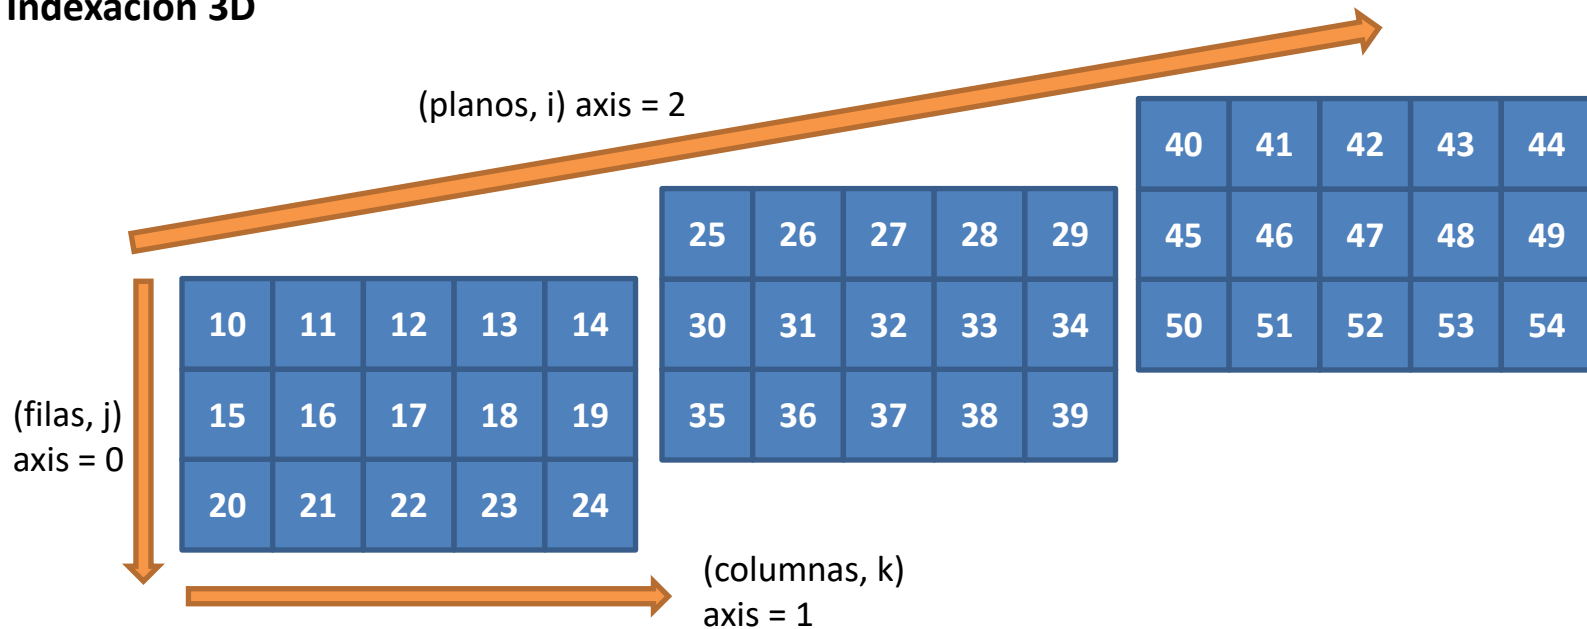 Indexación 3D
(planos, i) axis = 2
40 41 42 43 44
45 46 47 48 49
50 51 52 53 54
25 26 27 28 29
30 31 32 33 34
35 36 37 38 39
10 11 12 13 14
15 16 17 18 19
20 21 22 23 24
(filas, j)
axis = 0
(columnas, k)
axis = 1